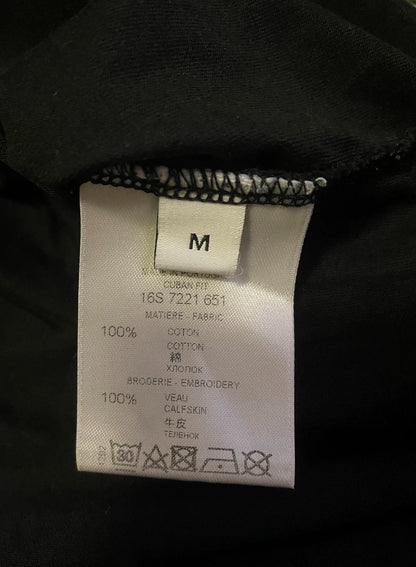 M
MADE IN PORTUGAL
CUBAN FIT
16S 7221 651
MATIERE - FABRIC
100% COTON
COTTON
綿
ХЛОПОК
BRODERIE - EMBROIDERY
100% VEAU
CALFSKIN
牛皮
ТЕЛЕНОК
30